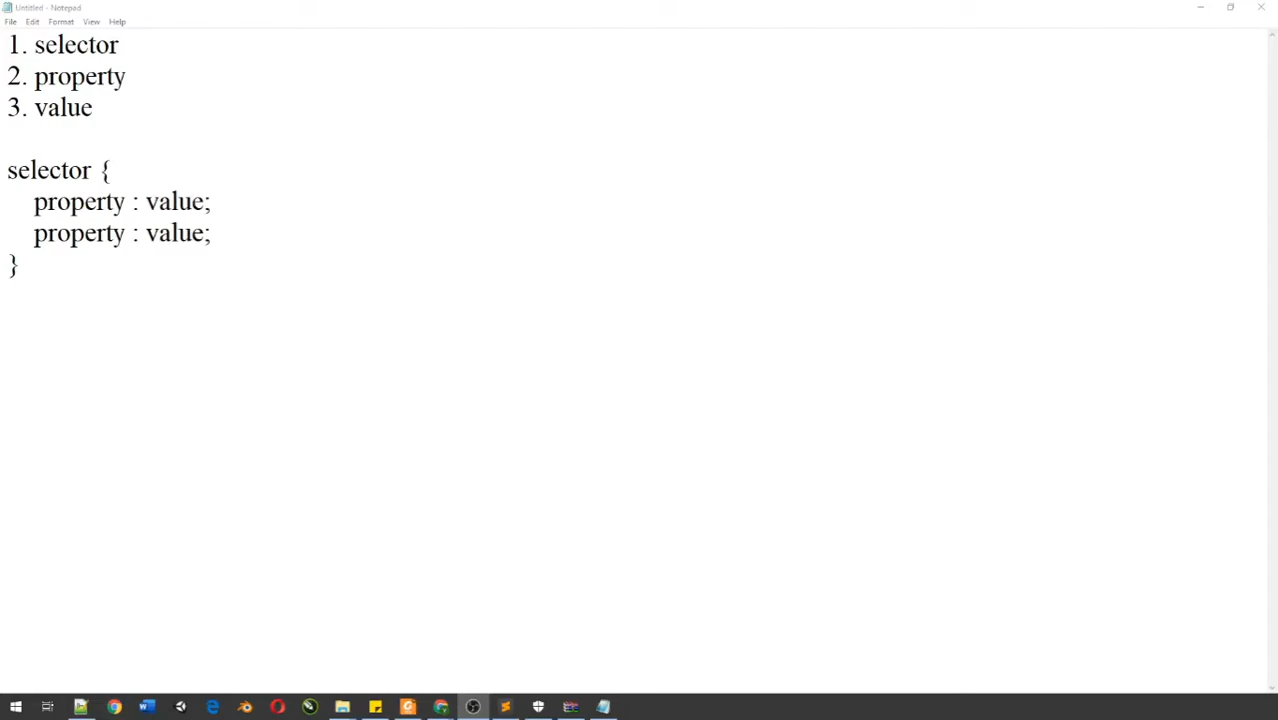 Untitled - Notepad
File Edit Format View Help
1. selector
2. property
3. value
selector {
property : value;
property : value;
}